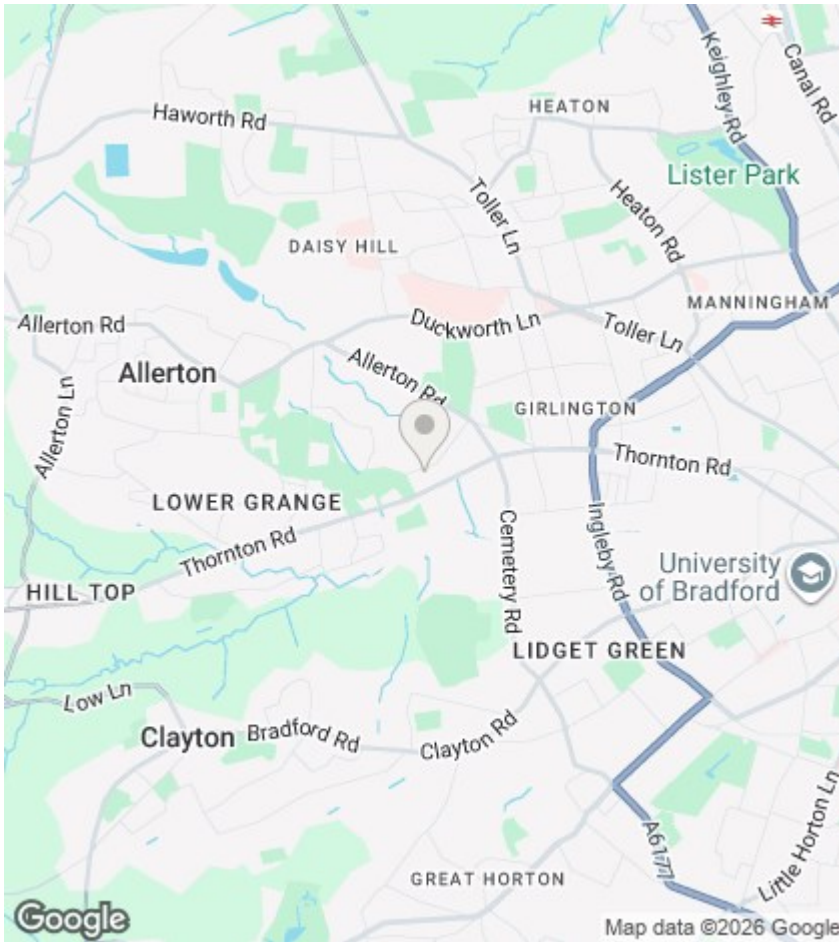 Keighley Rd
Canal Rd
HEATON
Haworth Rd
Lister Park
Toller Ln
Heaton Rd
DAISY HILL
MANNINGHAM
Duckworth Ln
Toller Ln
Allerton Rd
Allerton
Allerton Rd
Allerton Ln
GIRLINGTON
Thornton Rd
LOWER GRANGE
Cemetery Rd
Ingleby Rd
Thornton Rd
University
of Bradford
HILL TOP
LIDGET GREEN
Low Ln
Clayton
Bradford Rd
Clayton Rd
Little Horton Ln
A6177
GREAT HORTON
Google
Map data ©2026 Google